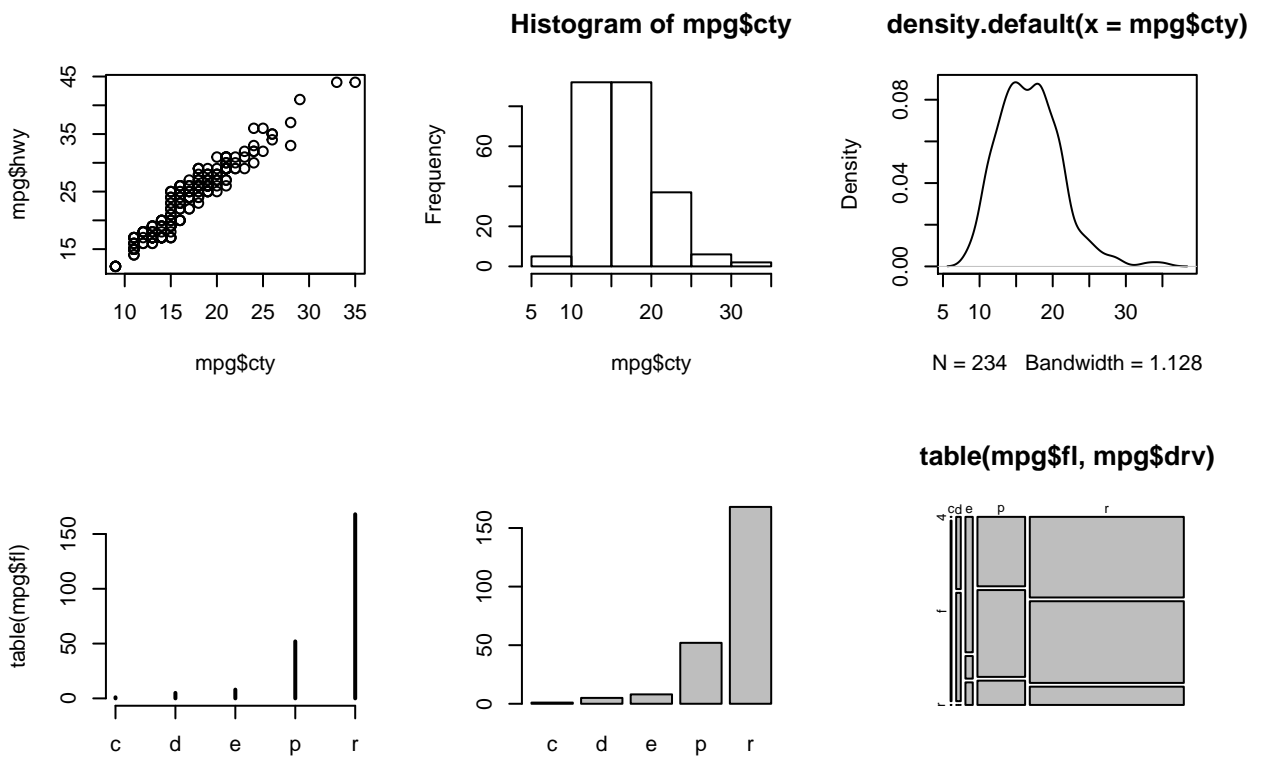 mpg$hwy
45
35
25
15
10 15 20 25 30 35
mpg$cty
Histogram of mpg$cty
Frequency
60
20
0
5 10 20 30
mpg$cty
density.default(x = mpg$cty)
Density
0.08
0.04
0.00
5 10 20 30
N = 234 Bandwidth = 1.128
table(mpg$fl)
150
100
50
0
c d e p r
150
100
50
0
c d e p r
table(mpg$fl, mpg$drv)
c d e p r
4
f
r